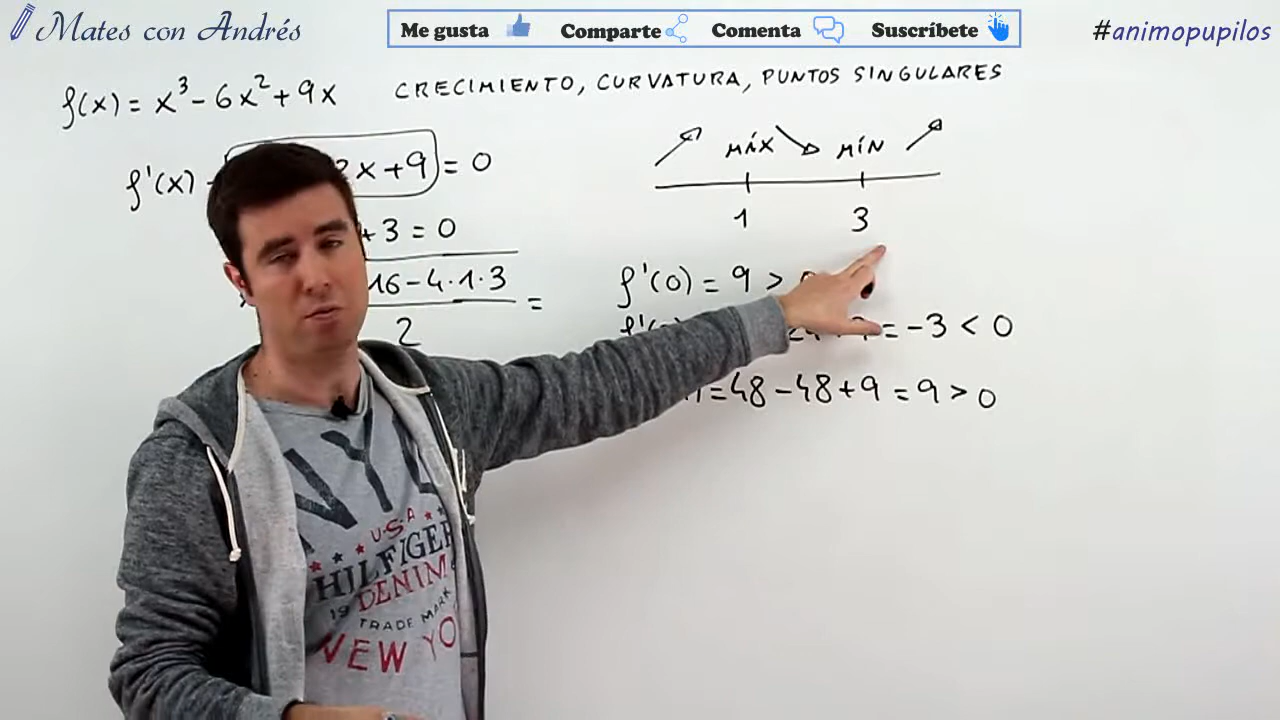 Mates con Andrés
Me gusta Comparte Comenta Suscríbete
#animopupilos
f(x) = x³ - 6x² + 9x
CRECIMIENTO, CURVATURA, PUNTOS SINGULARES
f'(x) x + 9 = 0
+ 3 = 0
16 - 4·1·3 =
2
MÁX MÍN
1 3
f'(0) = 9 >
= -3 < 0
= 48 - 48 + 9 = 9 > 0
NYC
U.S.A
HILFIGER
DENIM
19
TRADE MARK
NEW YO